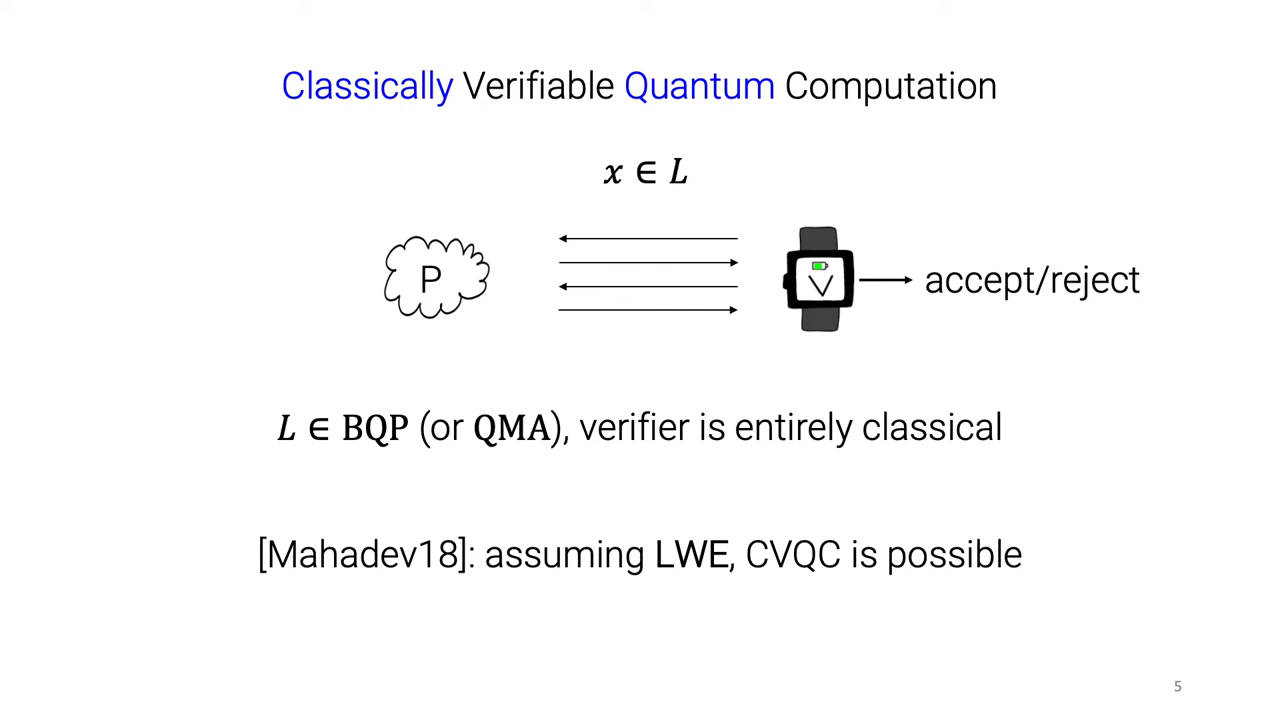 Classically Verifiable Quantum Computation
x ∈ L
P
V
accept/reject
L ∈ BQP (or QMA), verifier is entirely classical
[Mahadev18]: assuming LWE, CVQC is possible
5